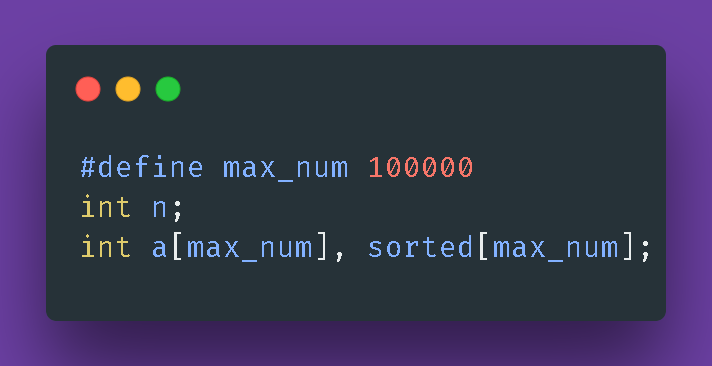 #define max_num 100000
int n;
int a[max_num], sorted[max_num];